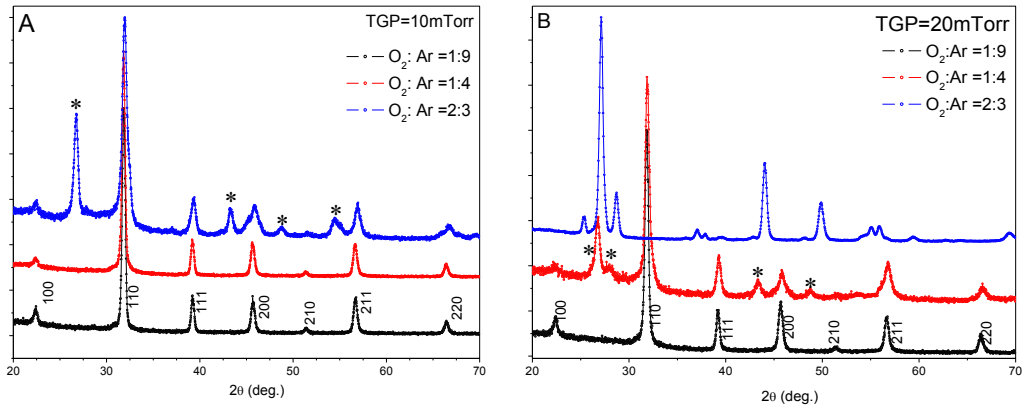 A
TGP=10mTorr
O₂: Ar =1:9
O₂: Ar =1:4
O₂: Ar =2:3
*
*
*
*
100
110
111
200
210
211
220
20 30 40 50 60 70
2θ (deg.)
B
TGP=20mTorr
O₂:Ar =1:9
O₂:Ar =1:4
O₂:Ar =2:3
*
*
*
*
100
110
111
200
210
211
220
20 30 40 50 60 70
2θ (deg.)